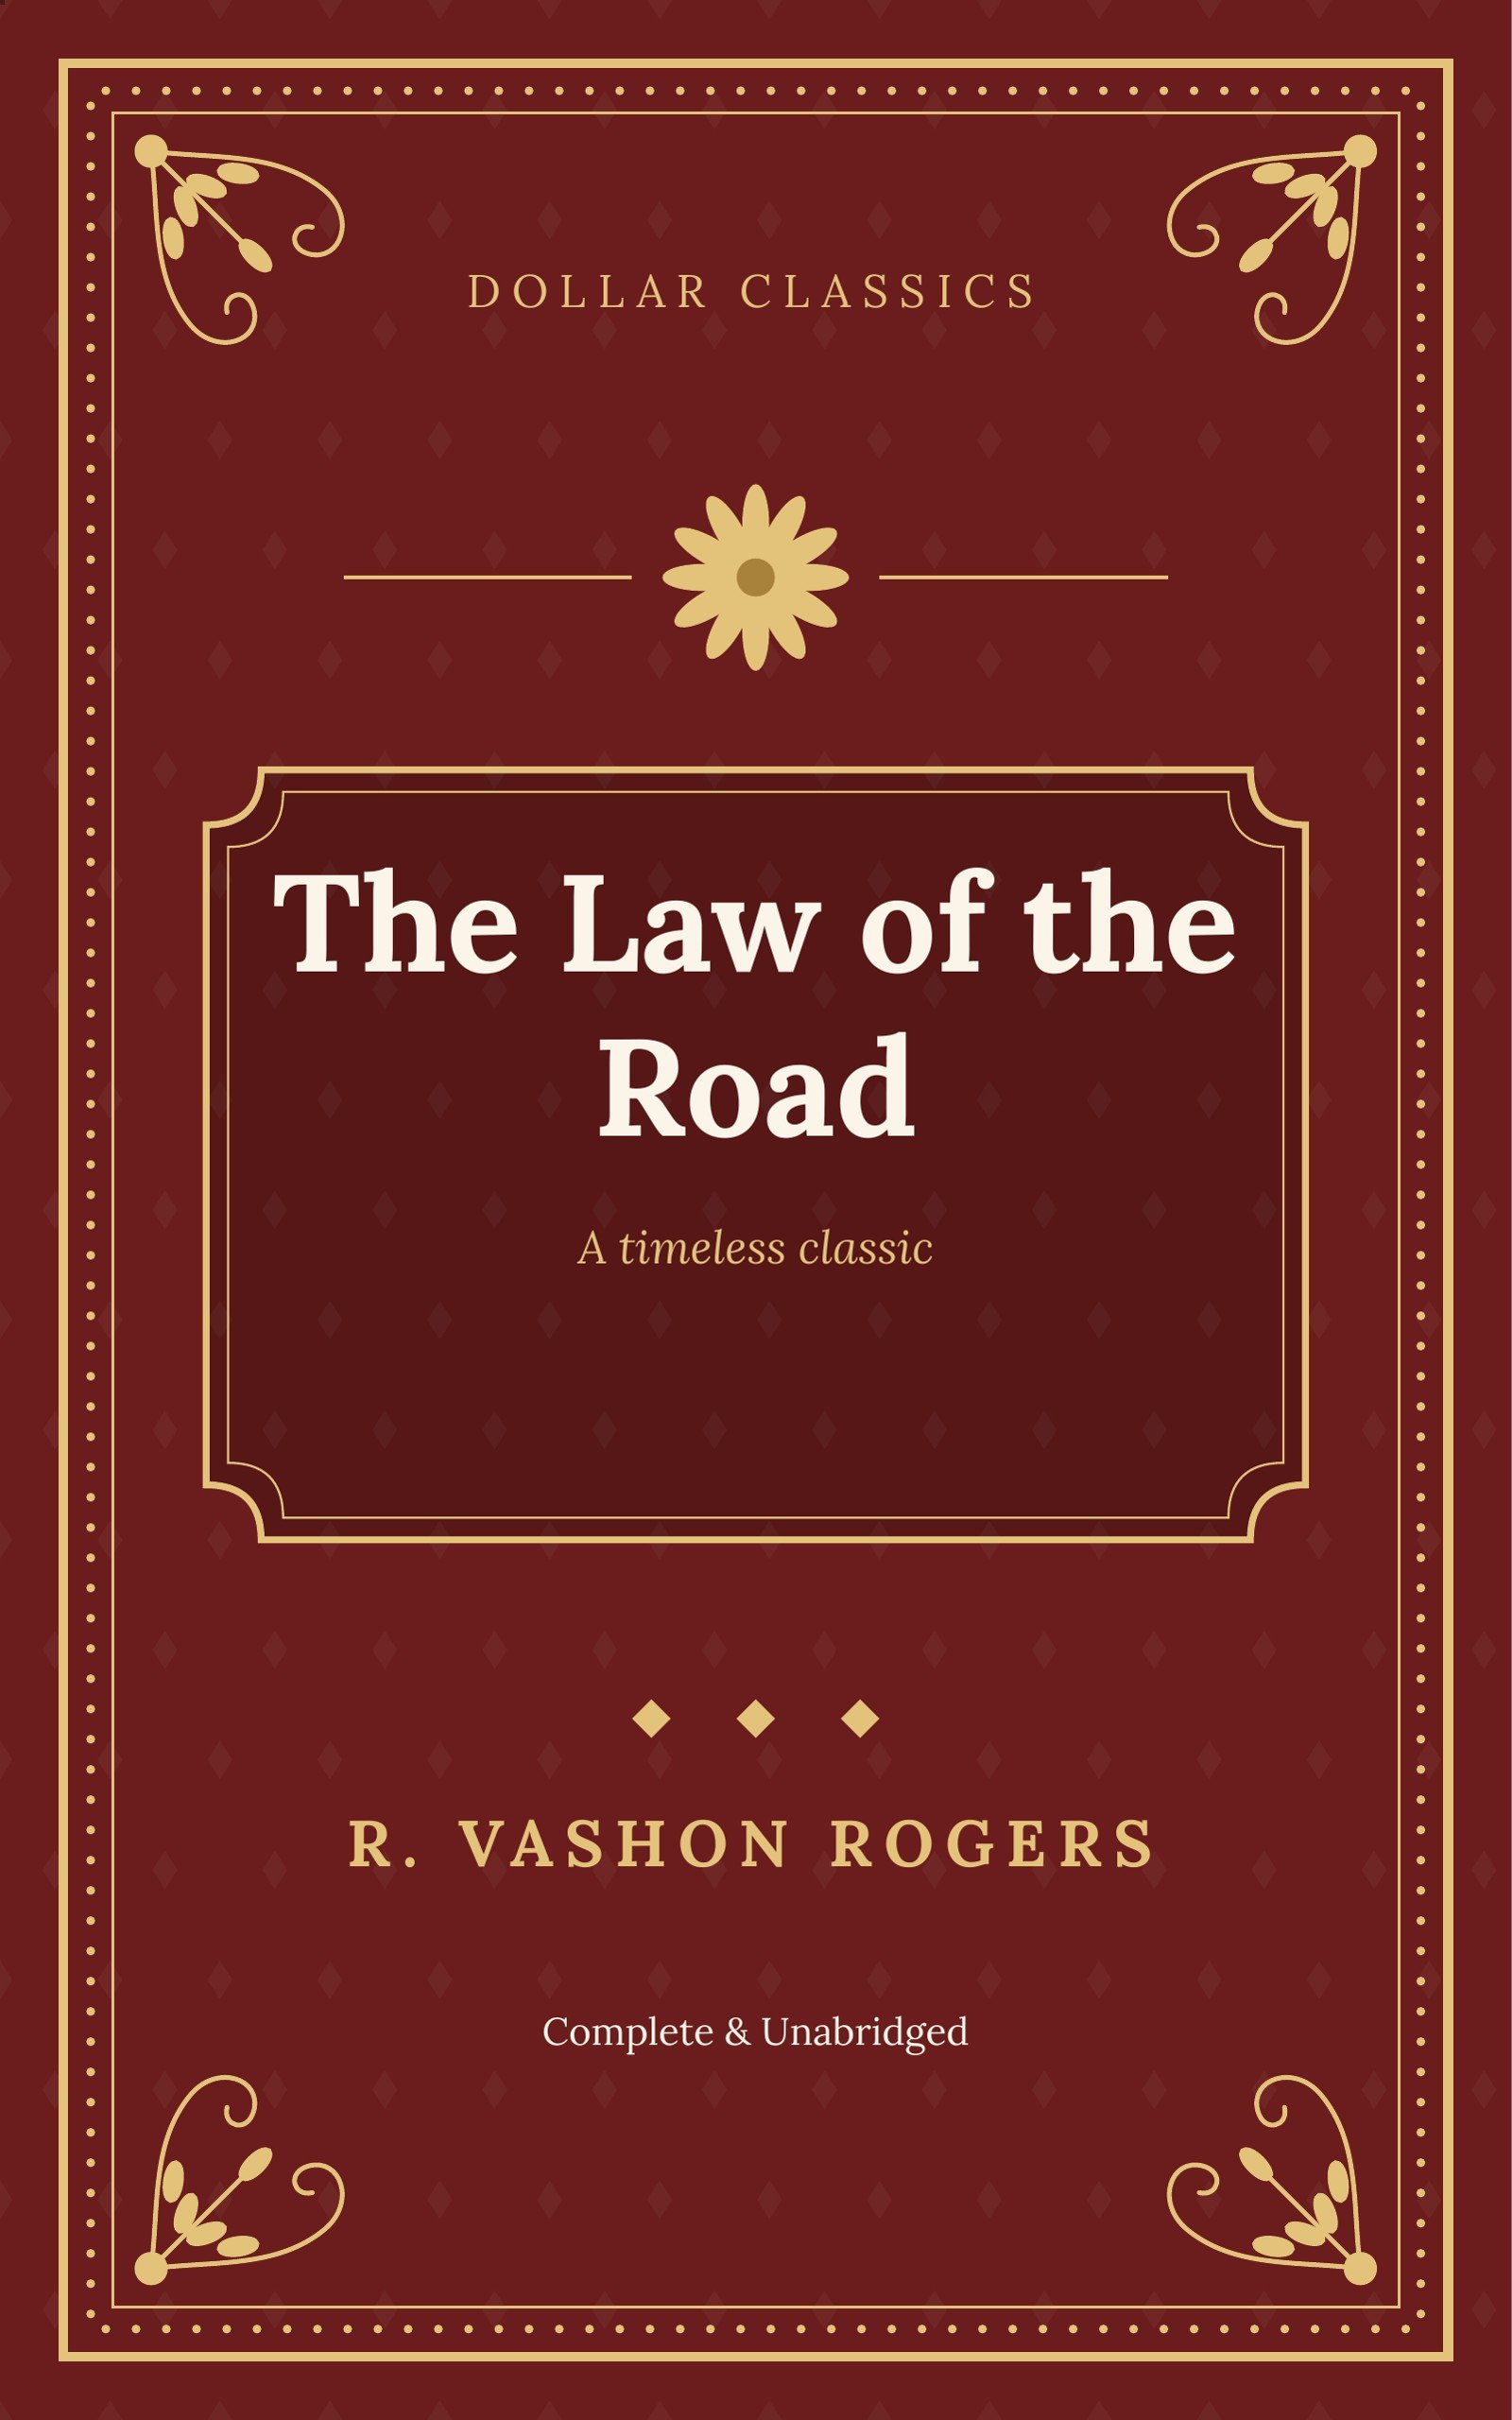 DOLLAR CLASSICS
The Law of the
Road
A timeless classic
R. VASHON ROGERS
Complete & Unabridged